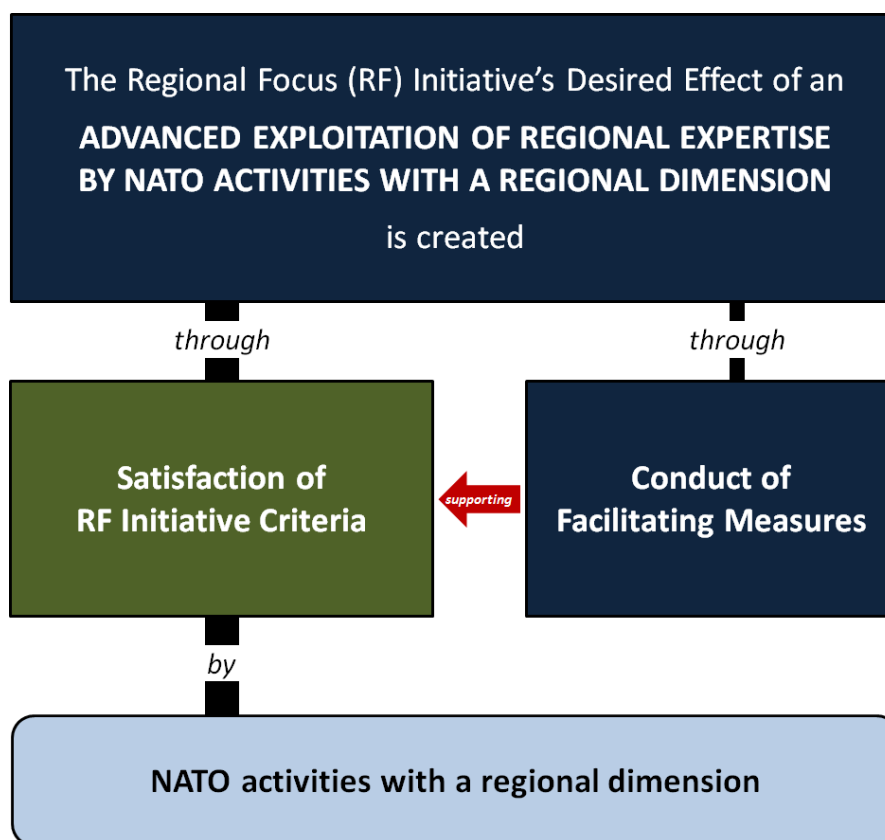 The Regional Focus (RF) Initiative's Desired Effect of an
ADVANCED EXPLOITATION OF REGIONAL EXPERTISE
BY NATO ACTIVITIES WITH A REGIONAL DIMENSION
is created
through
through
Satisfaction of
RF Initiative Criteria
supporting
Conduct of
Facilitating Measures
by
NATO activities with a regional dimension